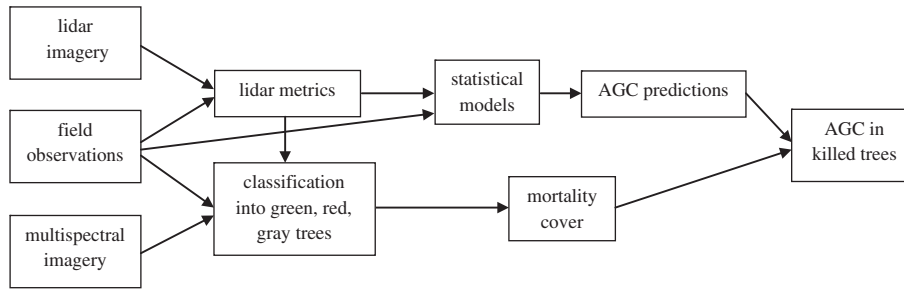 lidar
imagery
field
observations
multispectral
imagery
lidar metrics
classification
into green, red,
gray trees
statistical
models
mortality
cover
AGC predictions
AGC in
killed trees